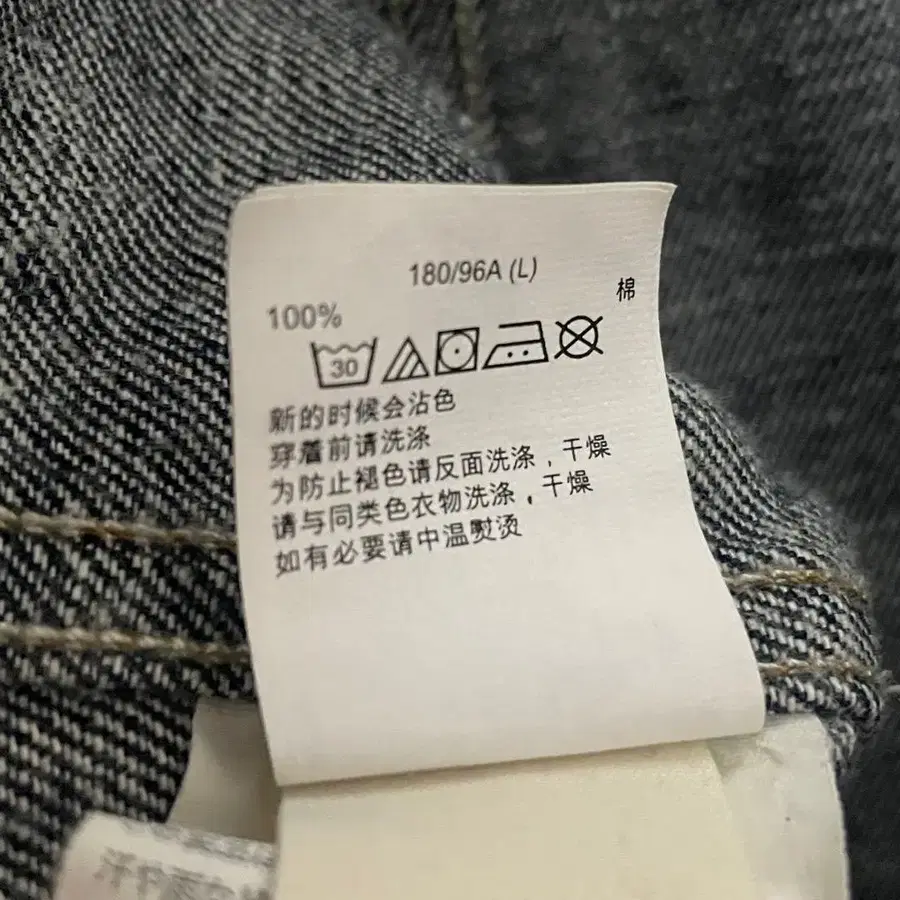 180/96A (L)
100% 棉
30
新的时候会沾色
穿着前请洗涤
为防止褪色请反面洗涤，干燥
请与同类色衣物洗涤，干燥
如有必要请中温熨烫